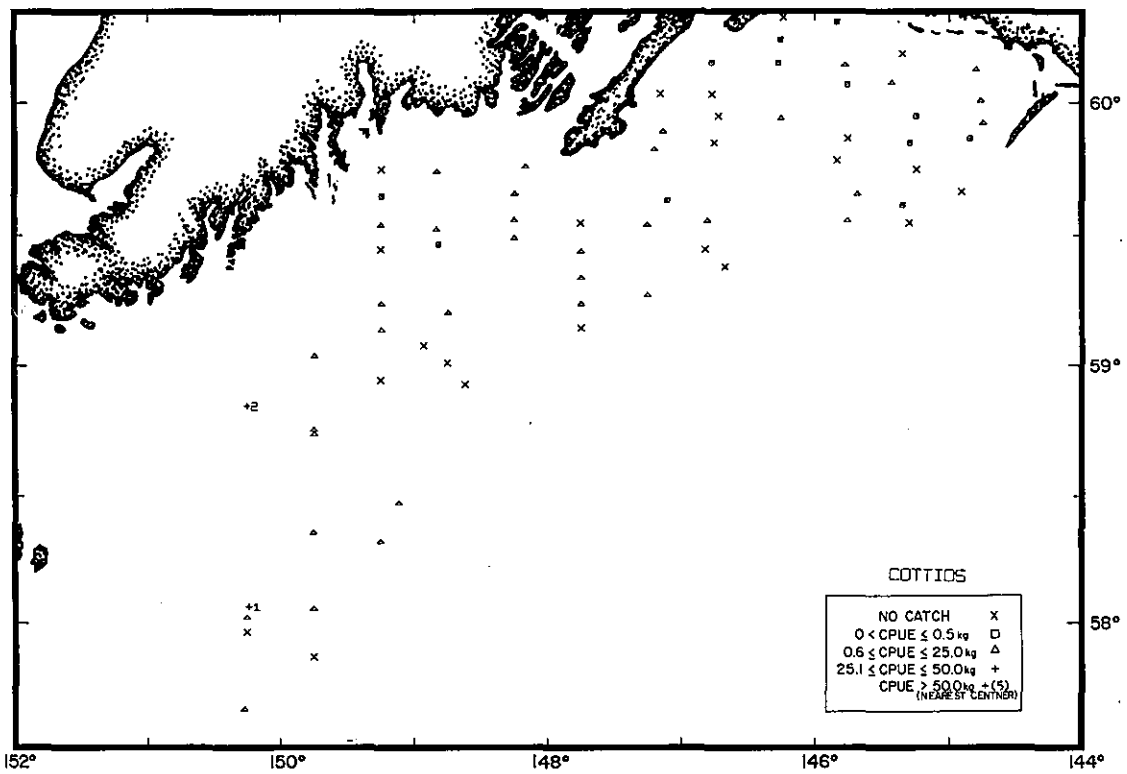 60°
59°
+2
COTTIDS
NO CATCH X
0 < CPUE ≤ 0.5 kg □
0.6 ≤ CPUE ≤ 25.0 kg △
25.1 ≤ CPUE ≤ 50.0 kg +
CPUE > 50.0 kg +(5)
(NEAREST CENTNER)
+1
58°
152° 150° 148° 146° 144°